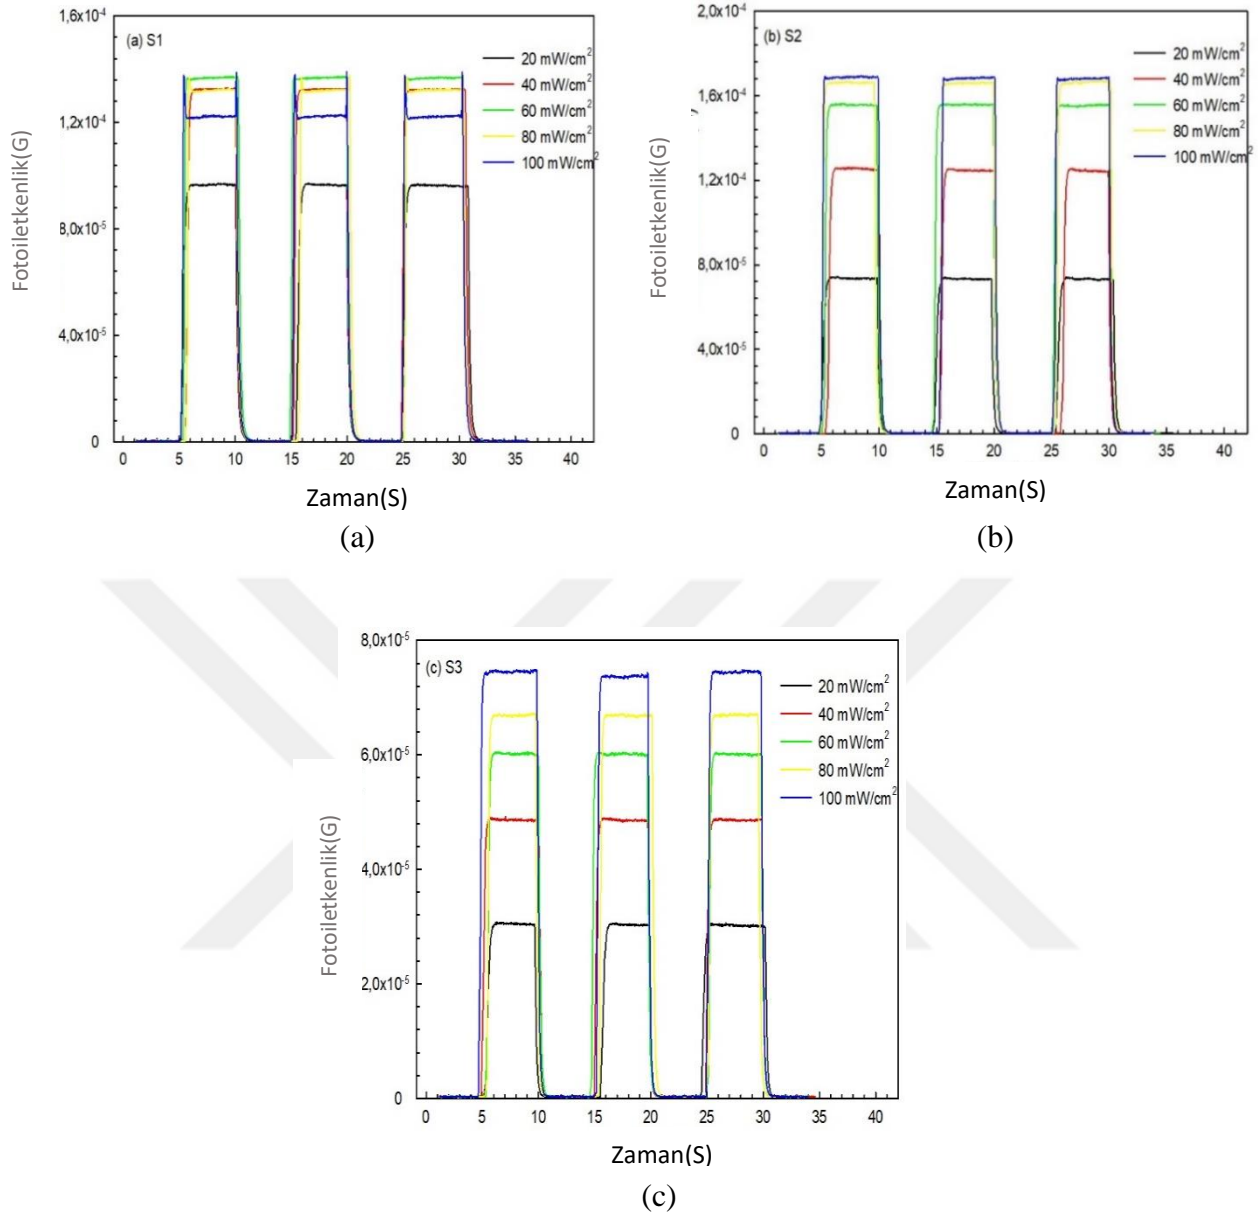 1,6x10⁻⁴
(a) S1
20 mW/cm²
40 mW/cm²
60 mW/cm²
80 mW/cm²
100 mW/cm²
1,2x10⁻⁴
8,0x10⁻⁵
4,0x10⁻⁵
0
Fotoiletkenlik(G)
0 5 10 15 20 25 30 35 40
Zaman(S)
(a)
2,0x10⁻⁴
(b) S2
20 mW/cm²
40 mW/cm²
60 mW/cm²
80 mW/cm²
100 mW/cm²
1,6x10⁻⁴
1,2x10⁻⁴
8,0x10⁻⁵
4,0x10⁻⁵
0
Fotoiletkenlik(G)
0 5 10 15 20 25 30 35 40
Zaman(S)
(b)
8,0x10⁻⁵
(c) S3
20 mW/cm²
40 mW/cm²
60 mW/cm²
80 mW/cm²
100 mW/cm²
6,0x10⁻⁵
4,0x10⁻⁵
2,0x10⁻⁵
0
Fotoiletkenlik(G)
0 5 10 15 20 25 30 35 40
Zaman(S)
(c)